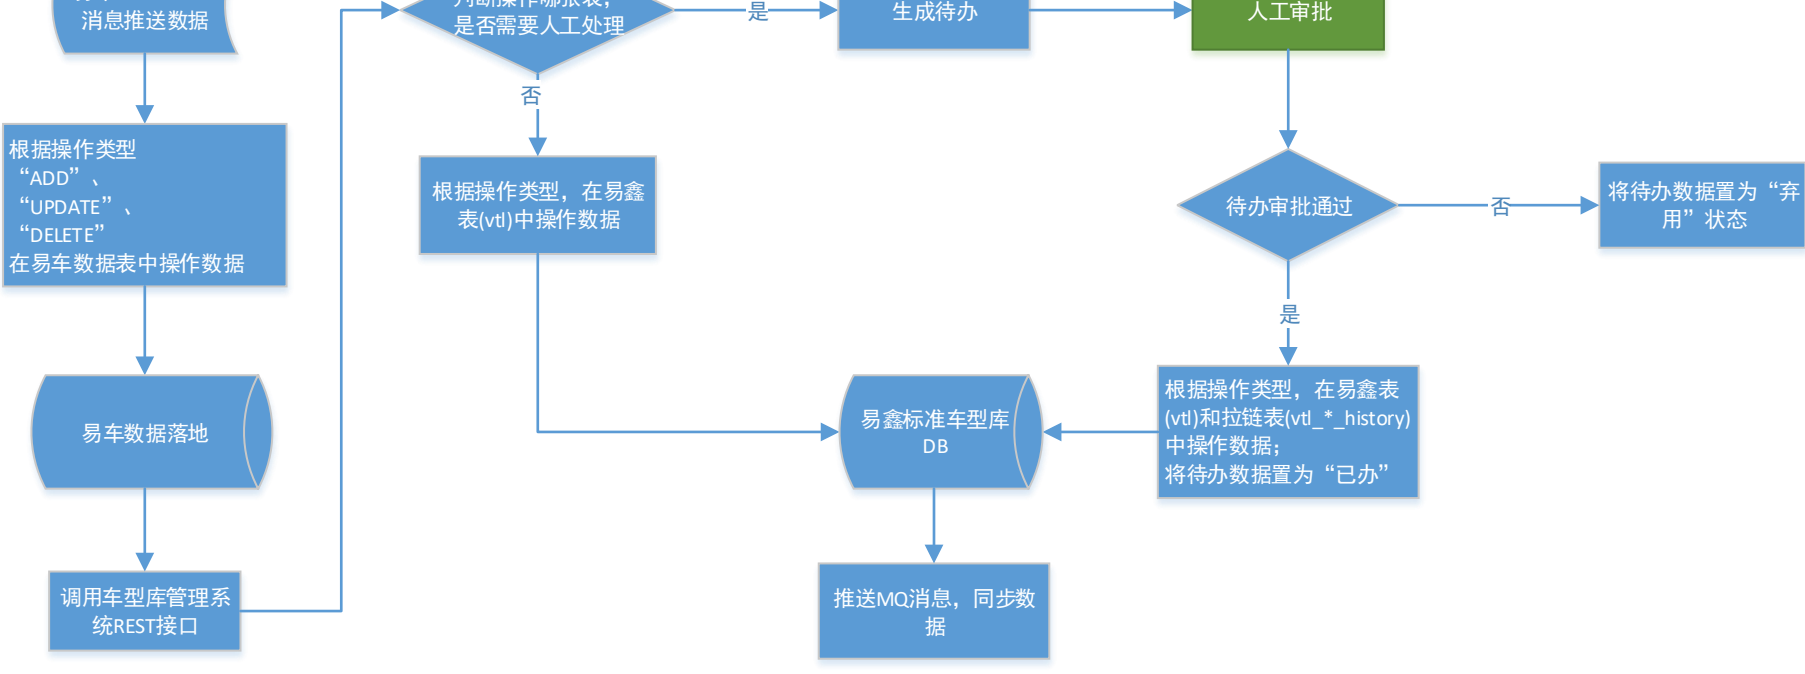 消息推送数据
根据操作类型
“ADD”、
“UPDATE”、
“DELETE”
在易车数据表中操作数据
易车数据落地
调用车型库管理系
统REST接口
判断操作哪张表，
是否需要人工处理
是
否
生成待办
人工审批
根据操作类型，在易鑫
表(vtl)中操作数据
待办审批通过
否
将待办数据置为“弃
用”状态
是
根据操作类型，在易鑫表
(vtl)和拉链表(vtl_*_history)
中操作数据；
将待办数据置为“已办”
易鑫标准车型库
DB
推送MQ消息，同步数
据